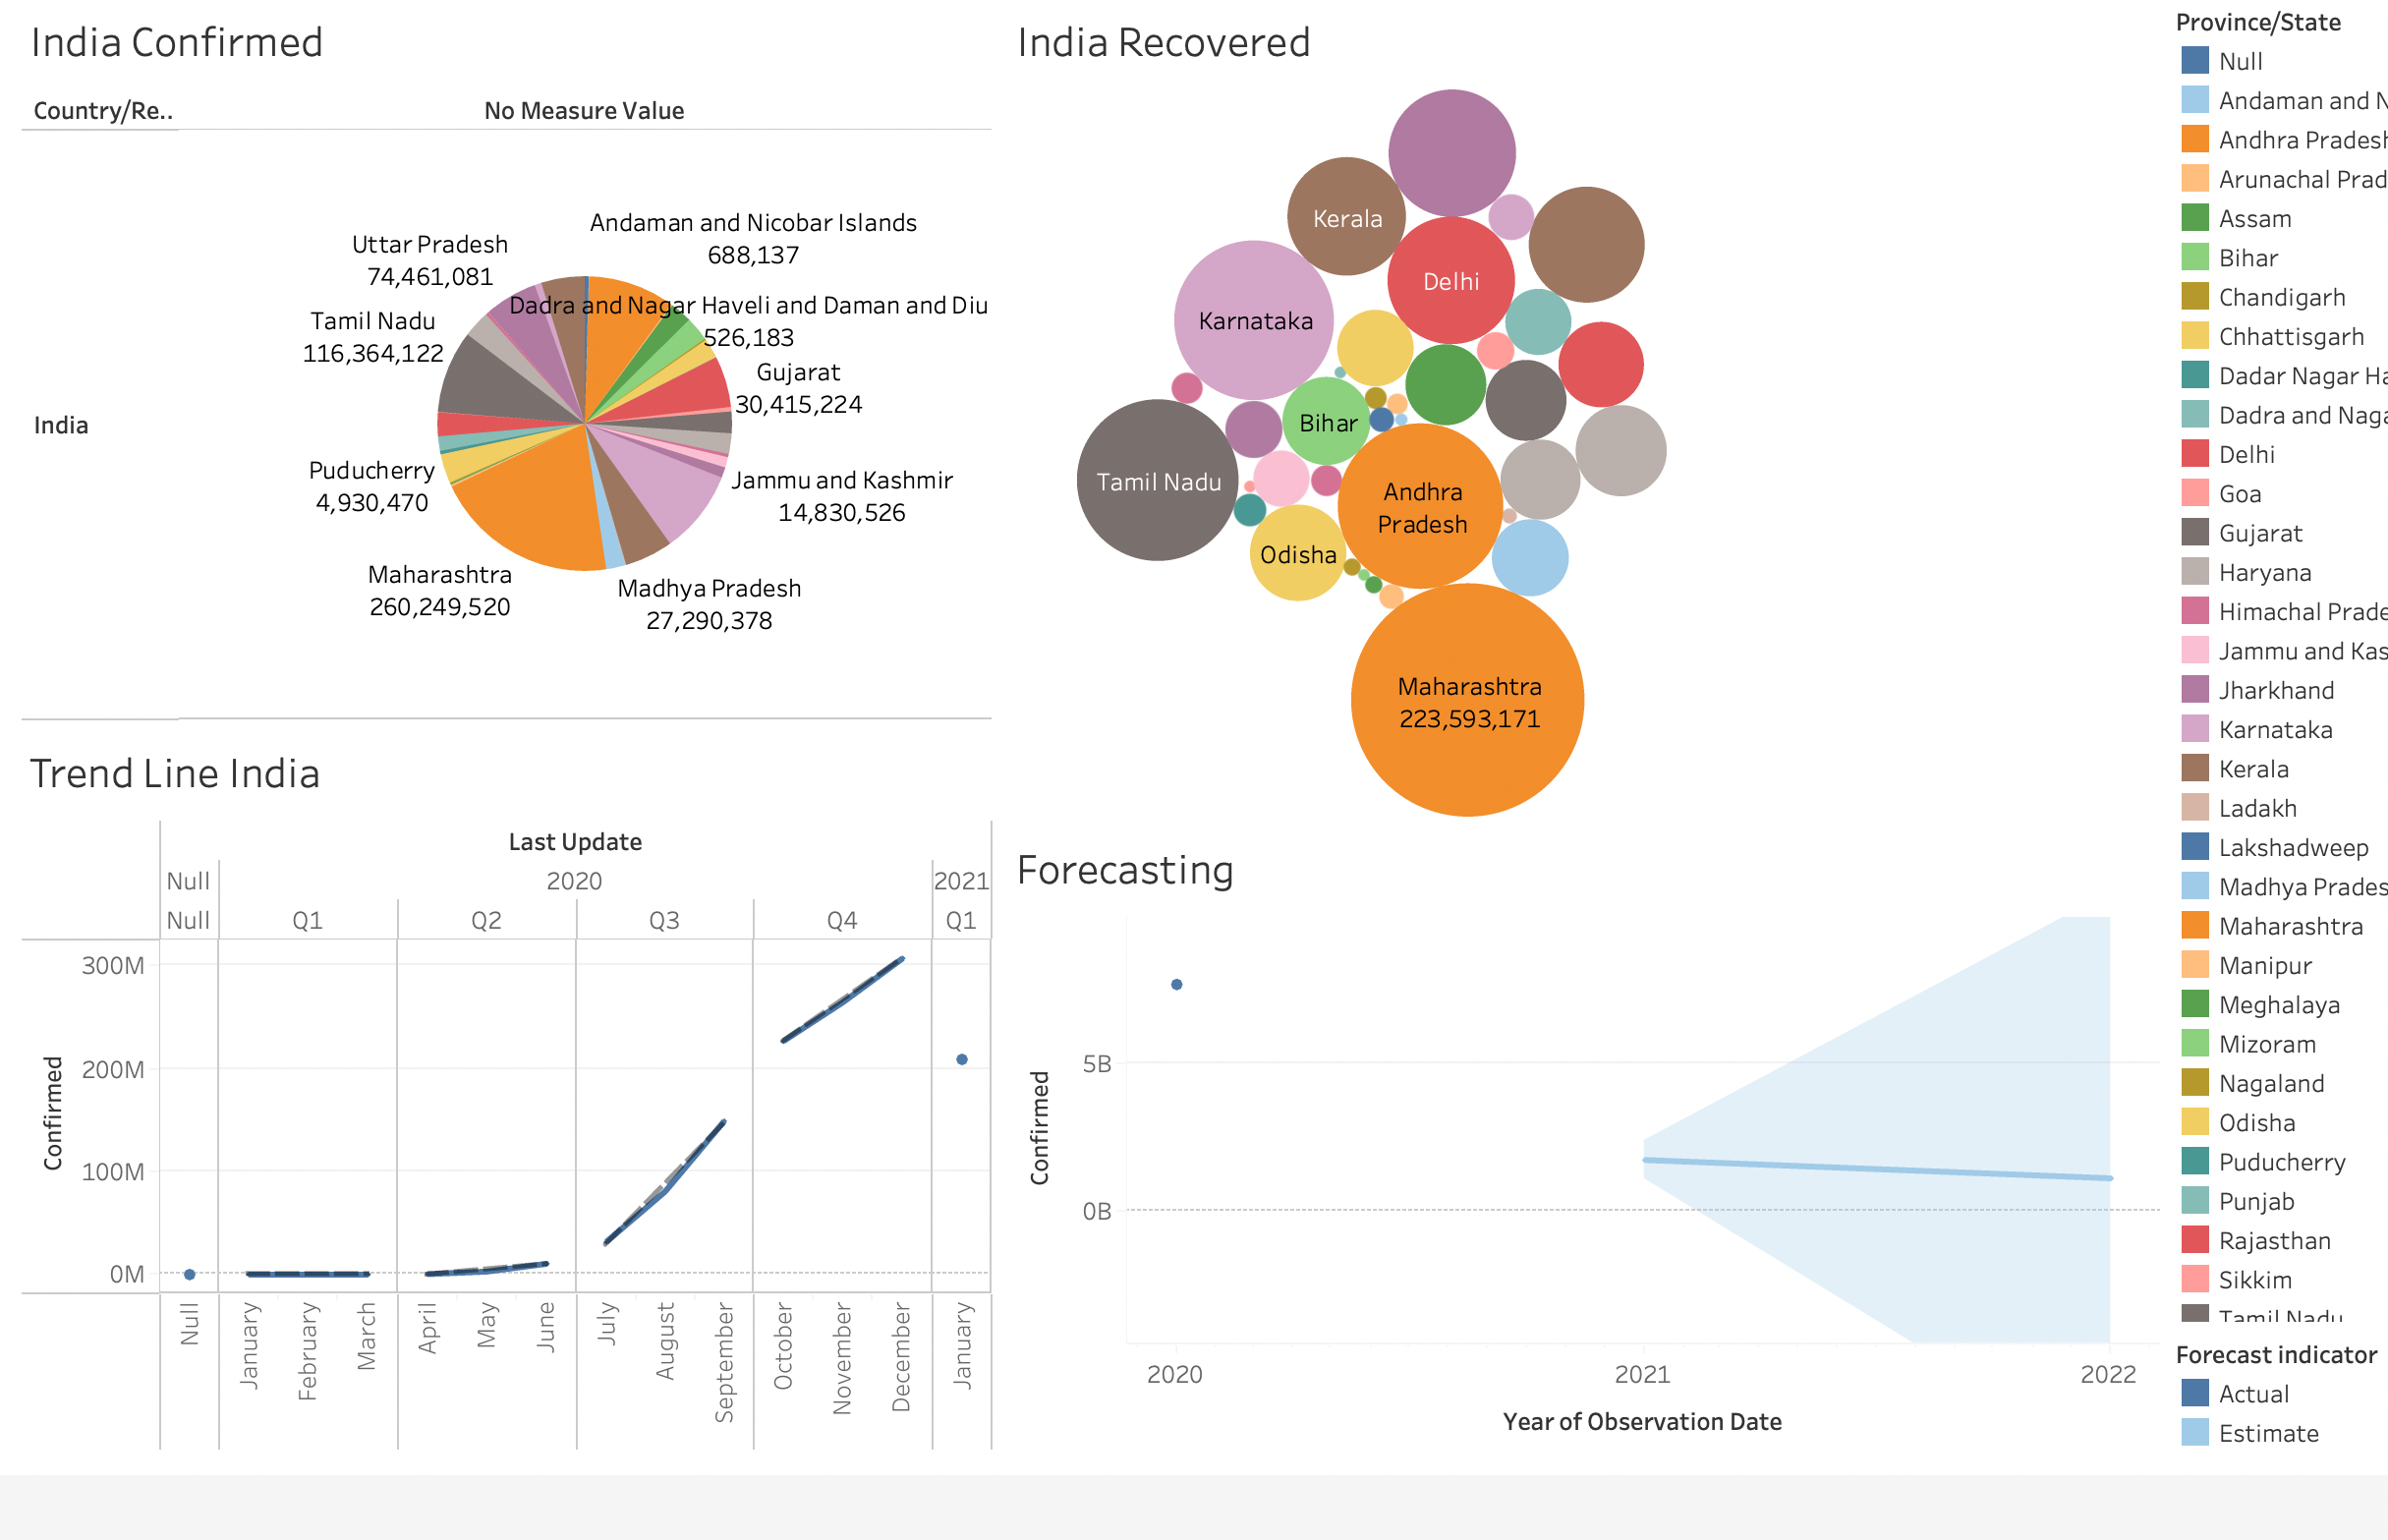 India Confirmed
Country/Re..
No Measure Value
India
Andaman and Nicobar Islands
688,137
Uttar Pradesh
74,461,081
Dadra and Nagar Haveli and Daman and Diu
526,183
Tamil Nadu
116,364,122
Gujarat
30,415,224
Puducherry
4,930,470
Jammu and Kashmir
14,830,526
Maharashtra
260,249,520
Madhya Pradesh
27,290,378
India Recovered
Kerala
Delhi
Karnataka
Bihar
Tamil Nadu
Andhra
Pradesh
Odisha
Maharashtra
223,593,171
Trend Line India
Last Update
Null
2020
2021
Null
Q1
Q2
Q3
Q4
Q1
Confirmed
300M
200M
100M
0M
Null
January
February
March
April
May
June
July
August
September
October
November
December
January
Forecasting
Confirmed
5B
0B
2020
2021
2022
Year of Observation Date
Province/State
Null
Andaman and N
Andhra Pradesh
Arunachal Prad
Assam
Bihar
Chandigarh
Chhattisgarh
Dadar Nagar Ha
Dadra and Naga
Delhi
Goa
Gujarat
Haryana
Himachal Prade
Jammu and Kas
Jharkhand
Karnataka
Kerala
Ladakh
Lakshadweep
Madhya Prades
Maharashtra
Manipur
Meghalaya
Mizoram
Nagaland
Odisha
Puducherry
Punjab
Rajasthan
Sikkim
Tamil Nadu
Forecast indicator
Actual
Estimate